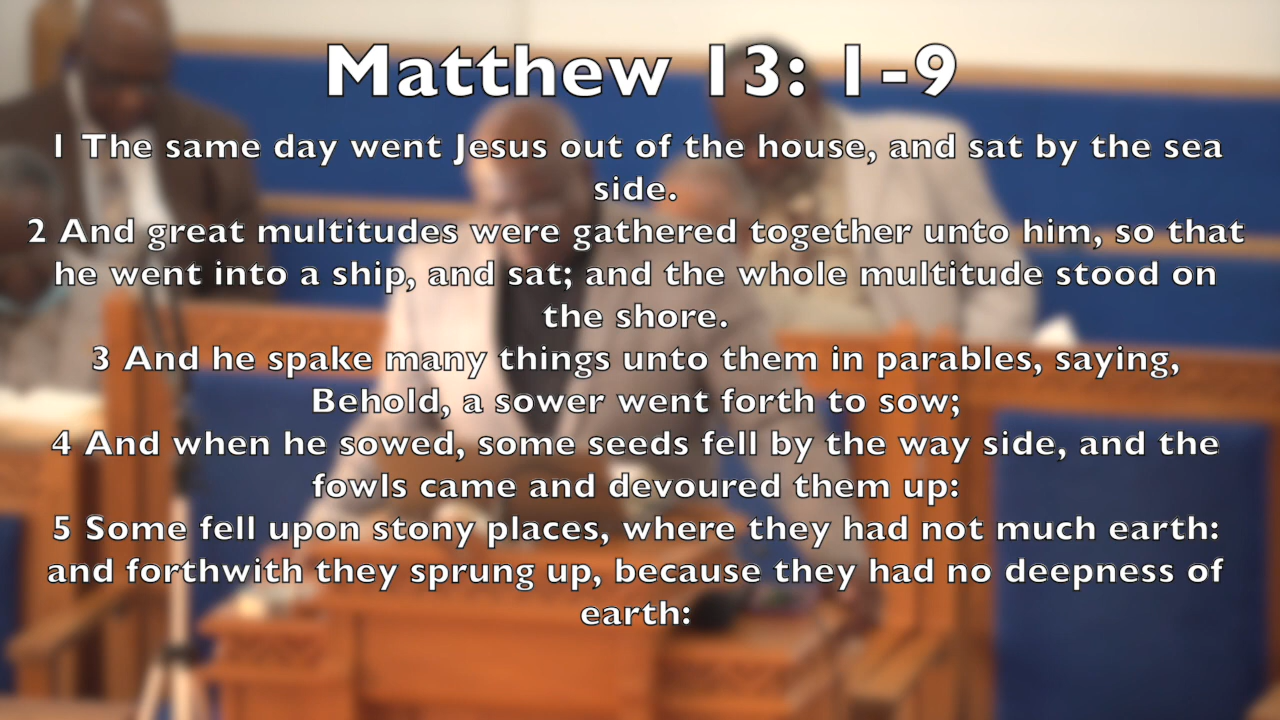 Matthew 13: 1-9
1 The same day went Jesus out of the house, and sat by the sea
side.
2 And great multitudes were gathered together unto him, so that
he went into a ship, and sat; and the whole multitude stood on
the shore.
3 And he spake many things unto them in parables, saying,
Behold, a sower went forth to sow;
4 And when he sowed, some seeds fell by the way side, and the
fowls came and devoured them up:
5 Some fell upon stony places, where they had not much earth:
and forthwith they sprung up, because they had no deepness of
earth: